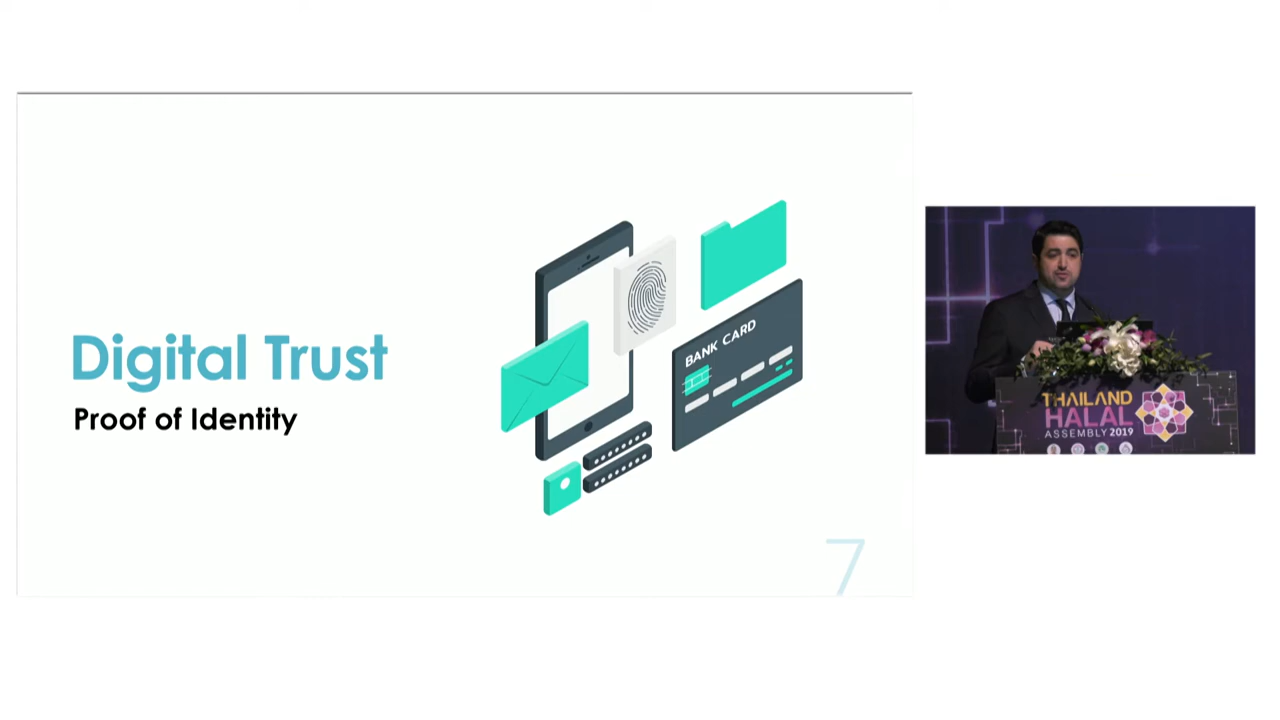 Digital Trust
Proof of Identity
BANK CARD
7
THAILAND
HALAL
ASSEMBLY 2019